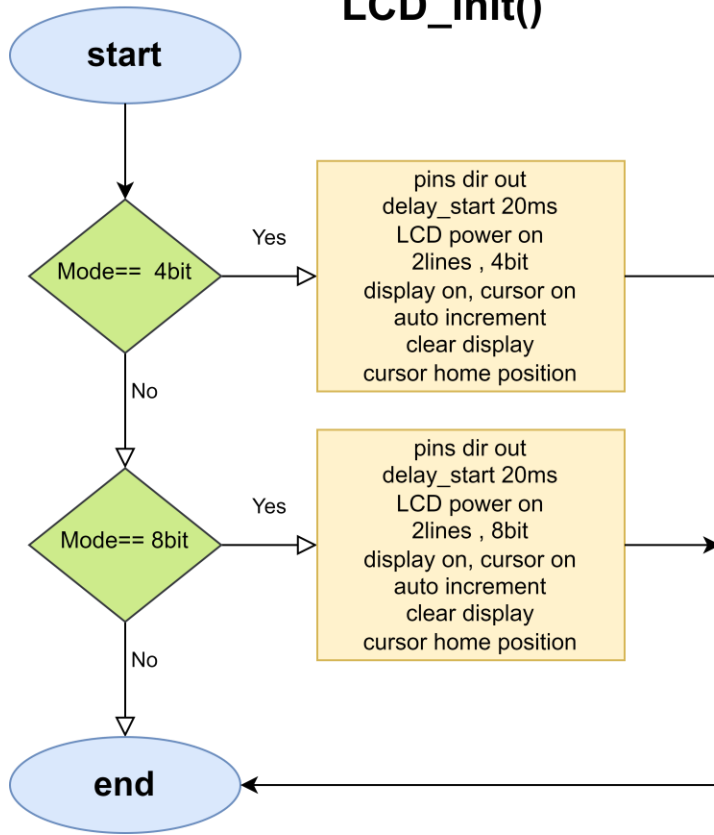 LCD_init()
start
Mode== 4bit
Yes
pins dir out
delay_start 20ms
LCD power on
2lines , 4bit
display on, cursor on
auto increment
clear display
cursor home position
No
Mode== 8bit
Yes
pins dir out
delay_start 20ms
LCD power on
2lines , 8bit
display on, cursor on
auto increment
clear display
cursor home position
No
end